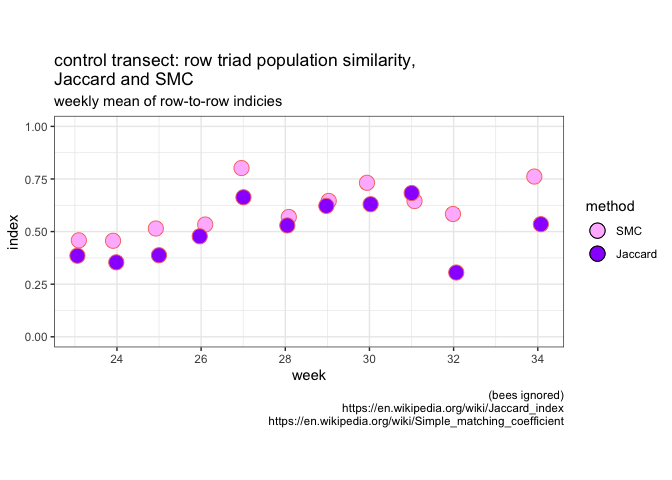 control transect: row triad population similarity,
Jaccard and SMC
weekly mean of row-to-row indicies
1.00
0.75
0.50
0.25
0.00
index
24 26 28 30 32 34
week
method
SMC
Jaccard
(bees ignored)
https://en.wikipedia.org/wiki/Jaccard_index
https://en.wikipedia.org/wiki/Simple_matching_coefficient